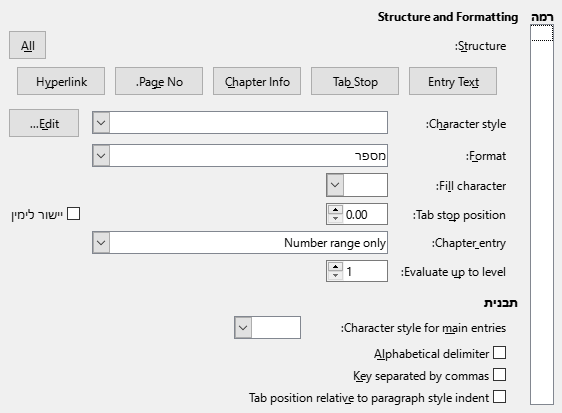 רמה
Structure and Formatting
Structure:
All
Entry Text
Tab Stop
Chapter Info
Page No.
Hyperlink
Character style:
Edit...
Format:
מספר
Fill character:
Tab stop position:
0.00
יישור לימין
Chapter entry:
Number range only
Evaluate up to level:
1
תבנית
Character style for main entries:
Alphabetical delimiter
Key separated by commas
Tab position relative to paragraph style indent